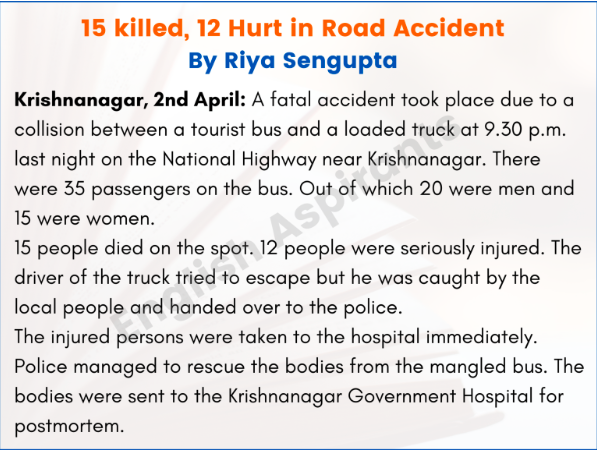 15 killed, 12 Hurt in Road Accident
By Riya Sengupta
Krishnanagar, 2nd April: A fatal accident took place due to a
collision between a tourist bus and a loaded truck at 9.30 p.m.
last night on the National Highway near Krishnanagar. There
were 35 passengers on the bus. Out of which 20 were men and
15 were women.
15 people died on the spot. 12 people were seriously injured. The
driver of the truck tried to escape but he was caught by the
local people and handed over to the police.
The injured persons were taken to the hospital immediately.
Police managed to rescue the bodies from the mangled bus. The
bodies were sent to the Krishnanagar Government Hospital for
postmortem.
English Aspirants